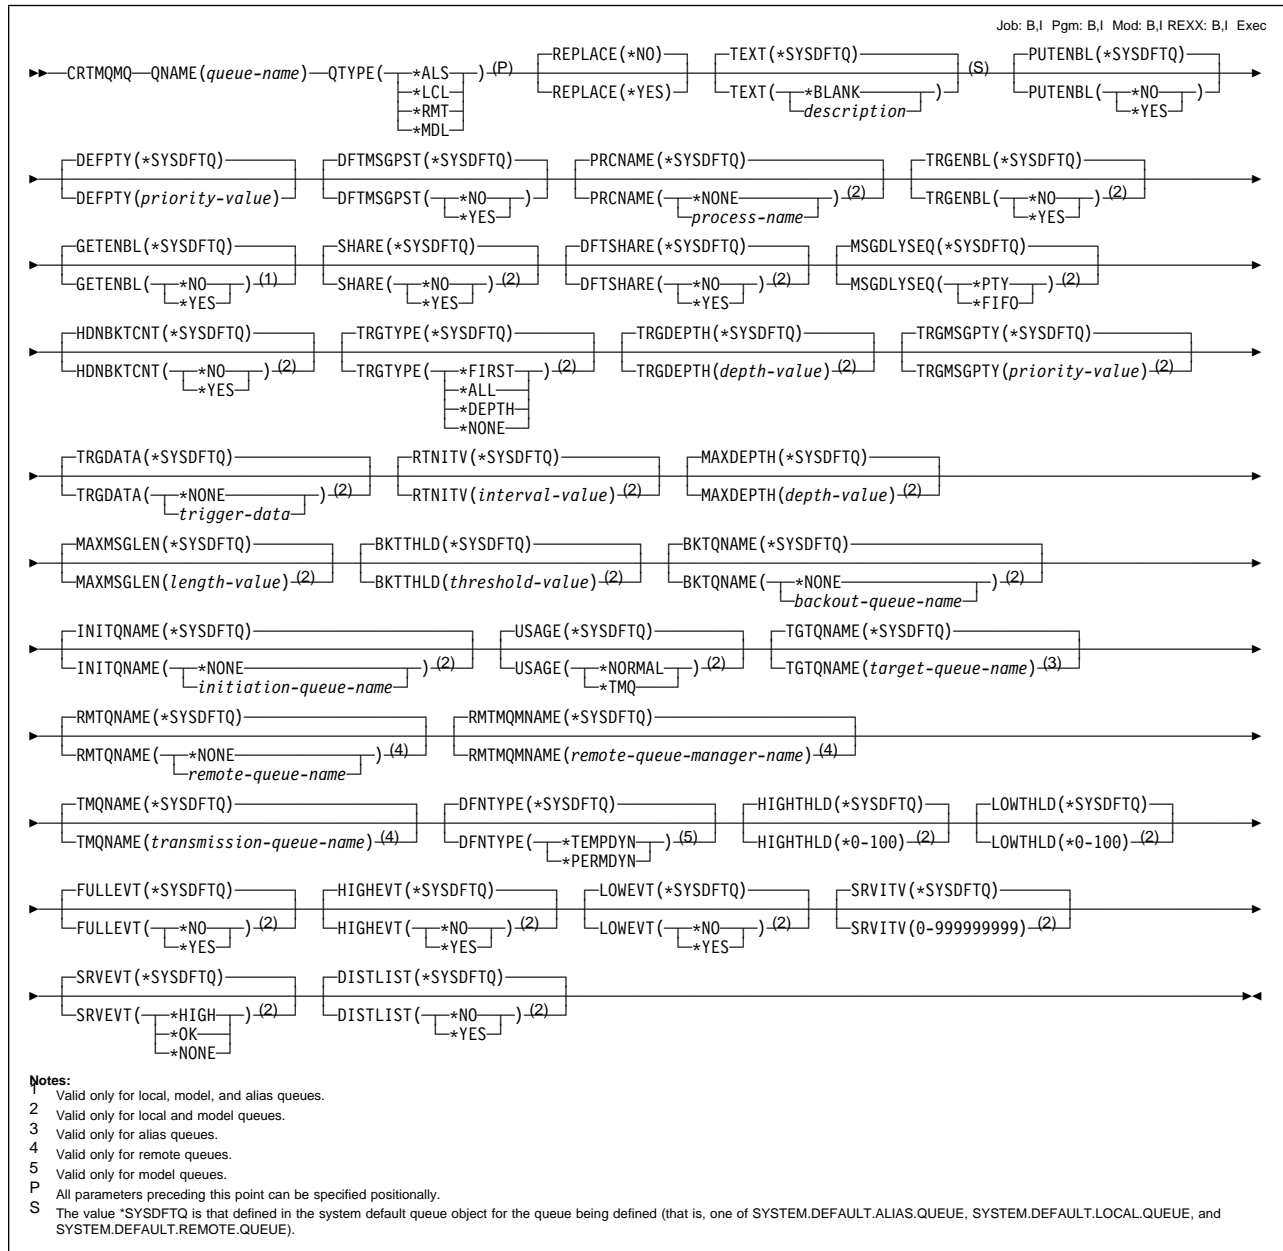 Job: B,I Pgm: B,I Mod: B,I REXX: B,I Exec
REPLACE(*NO) TEXT(*SYSDFTQ) PUTENBL(*SYSDFTQ)
CRTMQMQ QNAME(queue-name) QTYPE( *ALS ) (P) (S)
*LCL REPLACE(*YES) TEXT( *BLANK ) PUTENBL( *NO )
*RMT description *YES
*MDL
DEFPTY(*SYSDFTQ) DFTMSGPST(*SYSDFTQ) PRCNAME(*SYSDFTQ) TRGENBL(*SYSDFTQ)
DEFPTY(priority-value) DFTMSGPST( *NO ) PRCNAME( *NONE ) (2) TRGENBL( *NO ) (2)
*YES process-name *YES
GETENBL(*SYSDFTQ) SHARE(*SYSDFTQ) DFTSHARE(*SYSDFTQ) MSGDLYSEQ(*SYSDFTQ)
GETENBL( *NO ) (1) SHARE( *NO ) (2) DFTSHARE( *NO ) (2) MSGDLYSEQ( *PTY ) (2)
*YES *YES *YES *FIFO
HDNBKTCNT(*SYSDFTQ) TRGTYPE(*SYSDFTQ) TRGDEPTH(*SYSDFTQ) TRGMSGPTY(*SYSDFTQ)
HDNBKTCNT( *NO ) (2) TRGTYPE( *FIRST ) (2) TRGDEPTH(depth-value) (2) TRGMSGPTY(priority-value) (2)
*YES *ALL
*DEPTH
*NONE
TRGDATA(*SYSDFTQ) RTNITV(*SYSDFTQ) MAXDEPTH(*SYSDFTQ)
TRGDATA( *NONE ) (2) RTNITV(interval-value) (2) MAXDEPTH(depth-value) (2)
trigger-data
MAXMSGLEN(*SYSDFTQ) BKTTHLD(*SYSDFTQ) BKTQNAME(*SYSDFTQ)
MAXMSGLEN(length-value) (2) BKTTHLD(threshold-value) (2) BKTQNAME( *NONE ) (2)
backout-queue-name
INITQNAME(*SYSDFTQ) USAGE(*SYSDFTQ) TGTQNAME(*SYSDFTQ)
INITQNAME( *NONE ) (2) USAGE( *NORMAL ) (2) TGTQNAME(target-queue-name) (3)
initiation-queue-name *TMQ
RMTQNAME(*SYSDFTQ) RMTMQMNAME(*SYSDFTQ)
RMTQNAME( *NONE ) (4) RMTMQMNAME(remote-queue-manager-name) (4)
remote-queue-name
TMQNAME(*SYSDFTQ) DFNTYPE(*SYSDFTQ) HIGHTHLD(*SYSDFTQ) LOWTHLD(*SYSDFTQ)
TMQNAME(transmission-queue-name) (4) DFNTYPE( *TEMPDYN ) (5) HIGHTHLD(*0-100) (2) LOWTHLD(*0-100) (2)
*PERMDYN
FULLEVT(*SYSDFTQ) HIGHEVT(*SYSDFTQ) LOWEVT(*SYSDFTQ) SRVITV(*SYSDFTQ)
FULLEVT( *NO ) (2) HIGHEVT( *NO ) (2) LOWEVT( *NO ) (2) SRVITV(0-999999999) (2)
*YES *YES *YES
SRVEVT(*SYSDFTQ) DISTLIST(*SYSDFTQ)
SRVEVT( *HIGH ) (2) DISTLIST( *NO ) (2)
*OK *YES
*NONE
Notes:
1 Valid only for local, model, and alias queues.
2 Valid only for local and model queues.
3 Valid only for alias queues.
4 Valid only for remote queues.
5 Valid only for model queues.
P All parameters preceding this point can be specified positionally.
S The value *SYSDFTQ is that defined in the system default queue object for the queue being defined (that is, one of SYSTEM.DEFAULT.ALIAS.QUEUE, SYSTEM.DEFAULT.LOCAL.QUEUE, and
SYSTEM.DEFAULT.REMOTE.QUEUE).